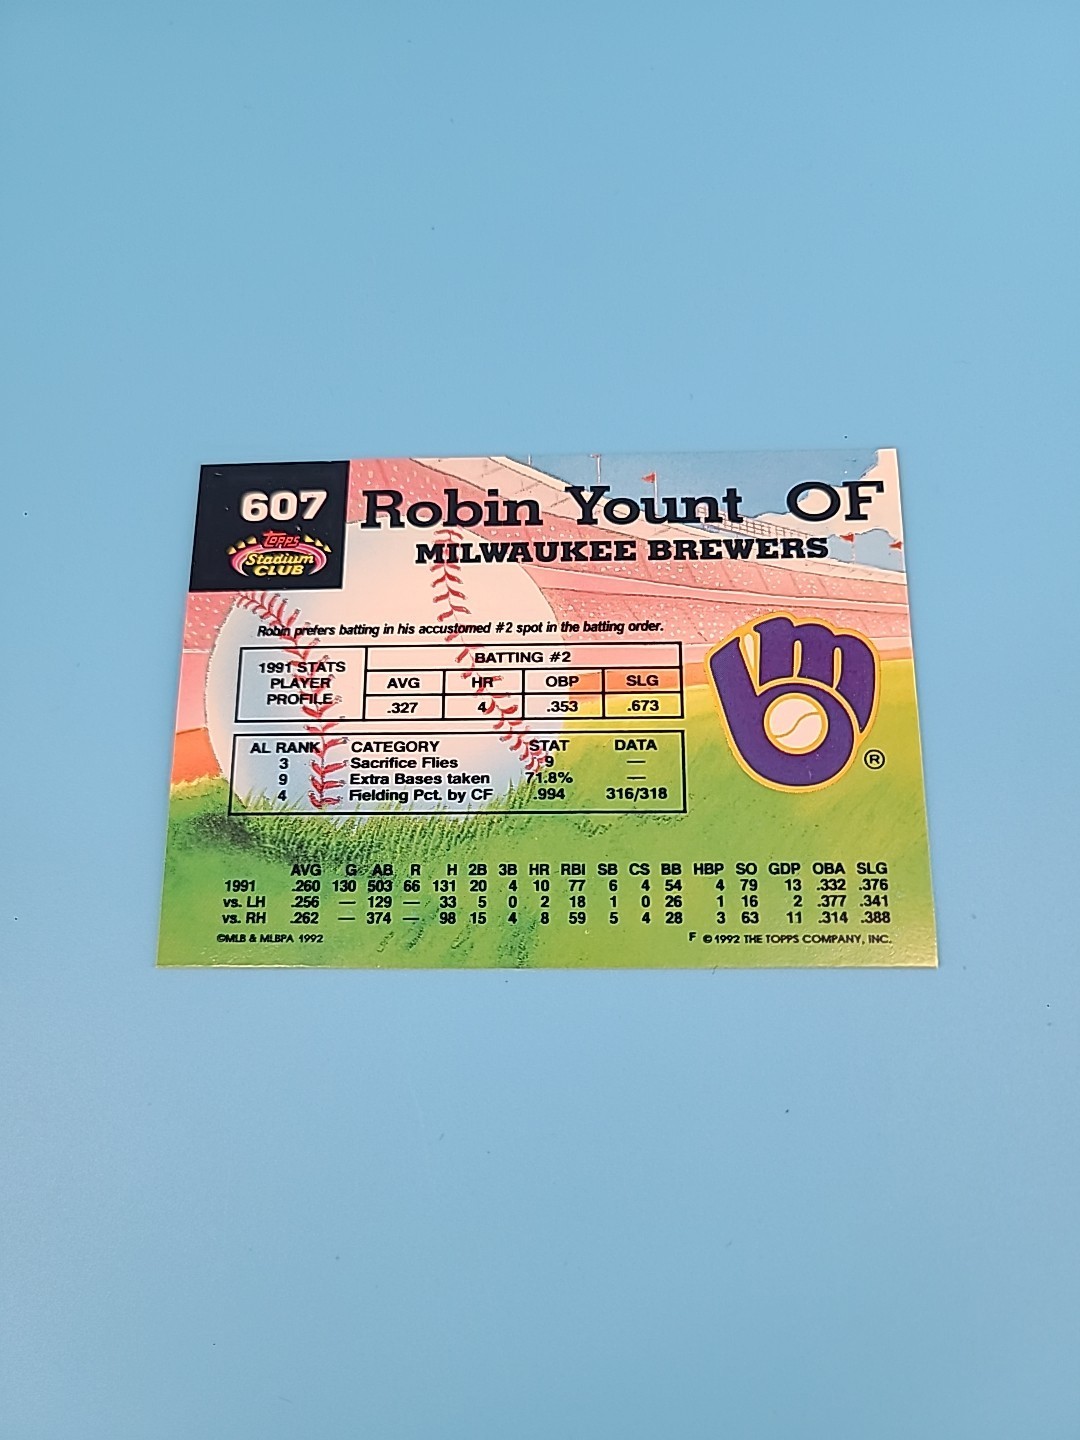 607 Robin Yount OF
TOPPS
Stadium
CLUB
MILWAUKEE BREWERS
Robin prefers batting in his accustomed #2 spot in the batting order.
1991 STATS
PLAYER
PROFILE
BATTING #2
AVG HR OBP SLG
.327 4 .353 .673
AL RANK CATEGORY STAT DATA
3 Sacrifice Flies 9 —
9 Extra Bases taken 71.8% —
4 Fielding Pct. by CF .994 316/318
®
AVG G AB R H 2B 3B HR RBI SB CS BB HBP SO GDP OBA SLG
1991 .260 130 503 66 131 20 4 10 77 6 4 54 4 79 13 .332 .376
vs. LH .256 — 129 — 33 5 0 2 18 1 0 26 1 16 2 .377 .341
vs. RH .262 — 374 — 98 15 4 8 59 5 4 28 3 63 11 .314 .388
©MLB & MLBPA 1992 F ©1992 THE TOPPS COMPANY, INC.